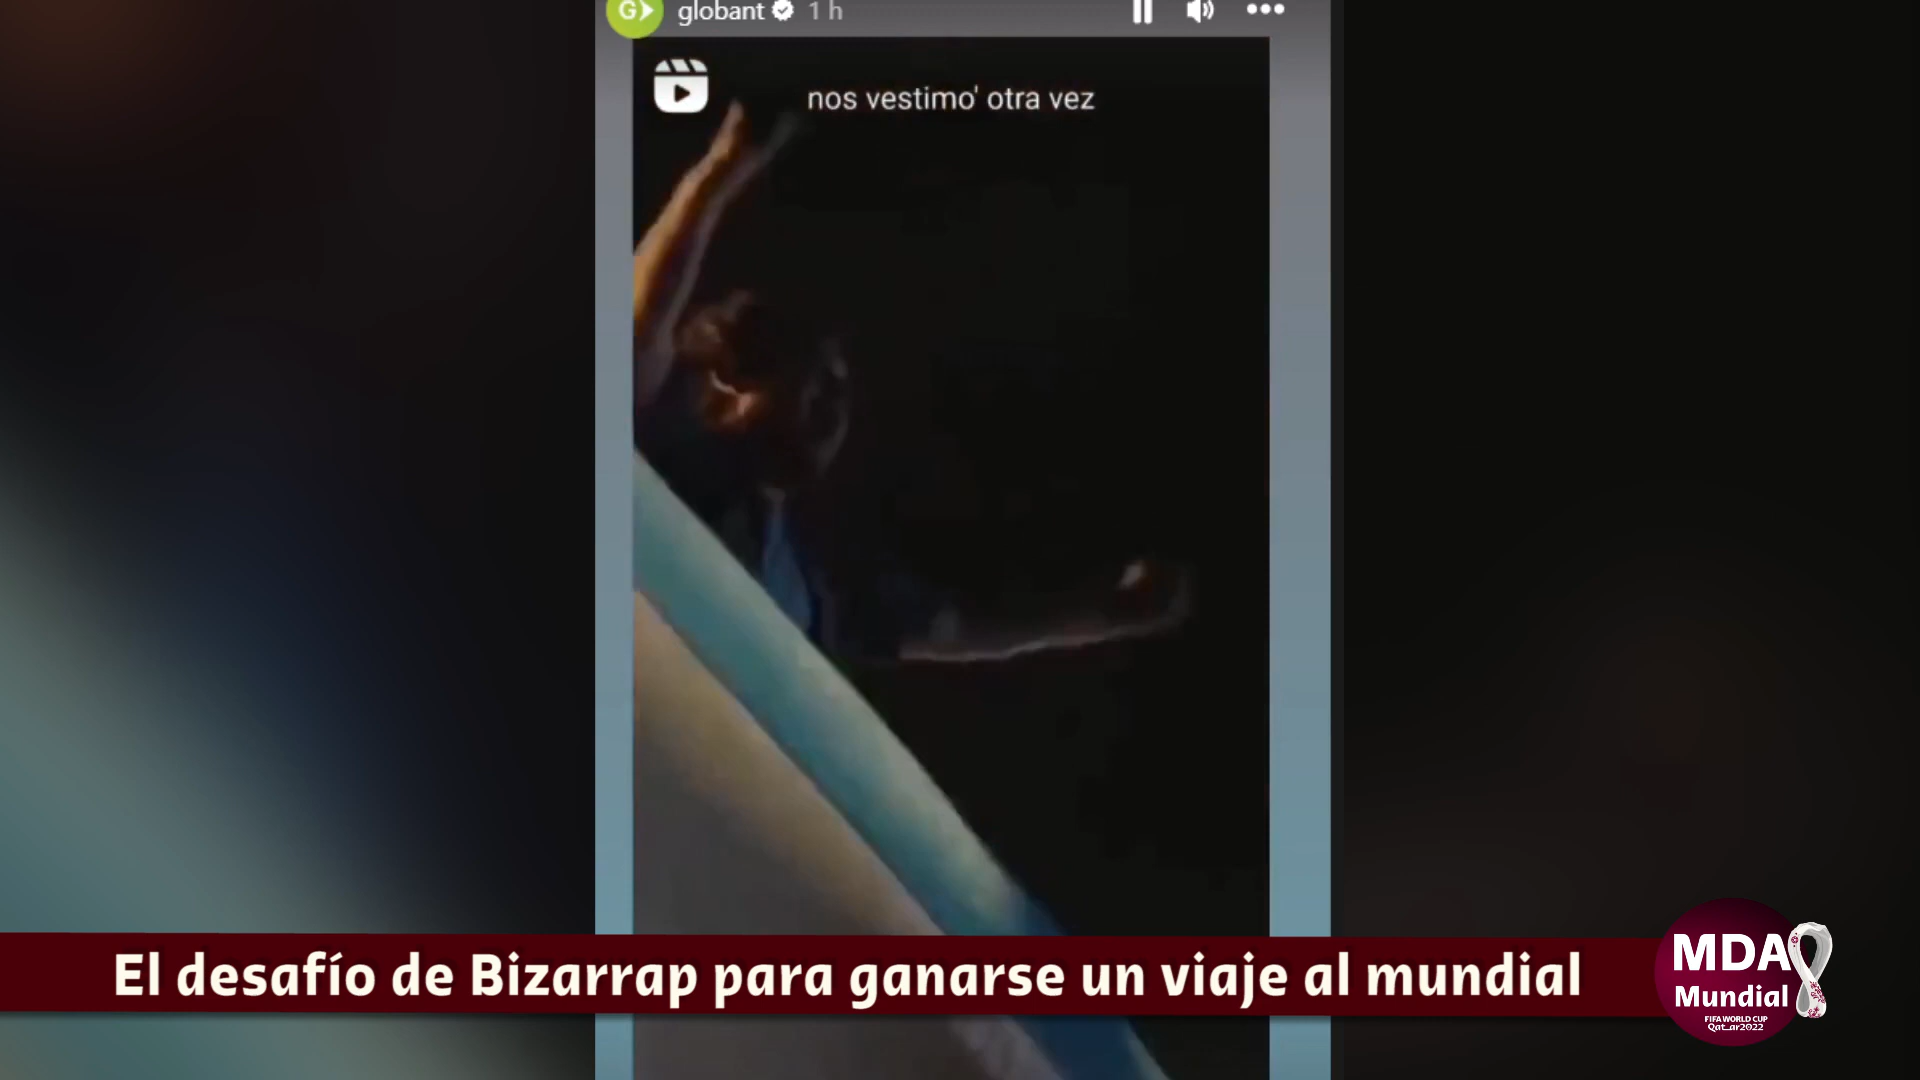 globant 1 h
nos vestimo' otra vez
El desafío de Bizarrap para ganarse un viaje al mundial
MDA
Mundial
FIFA WORLD CUP
Qat_ar2022